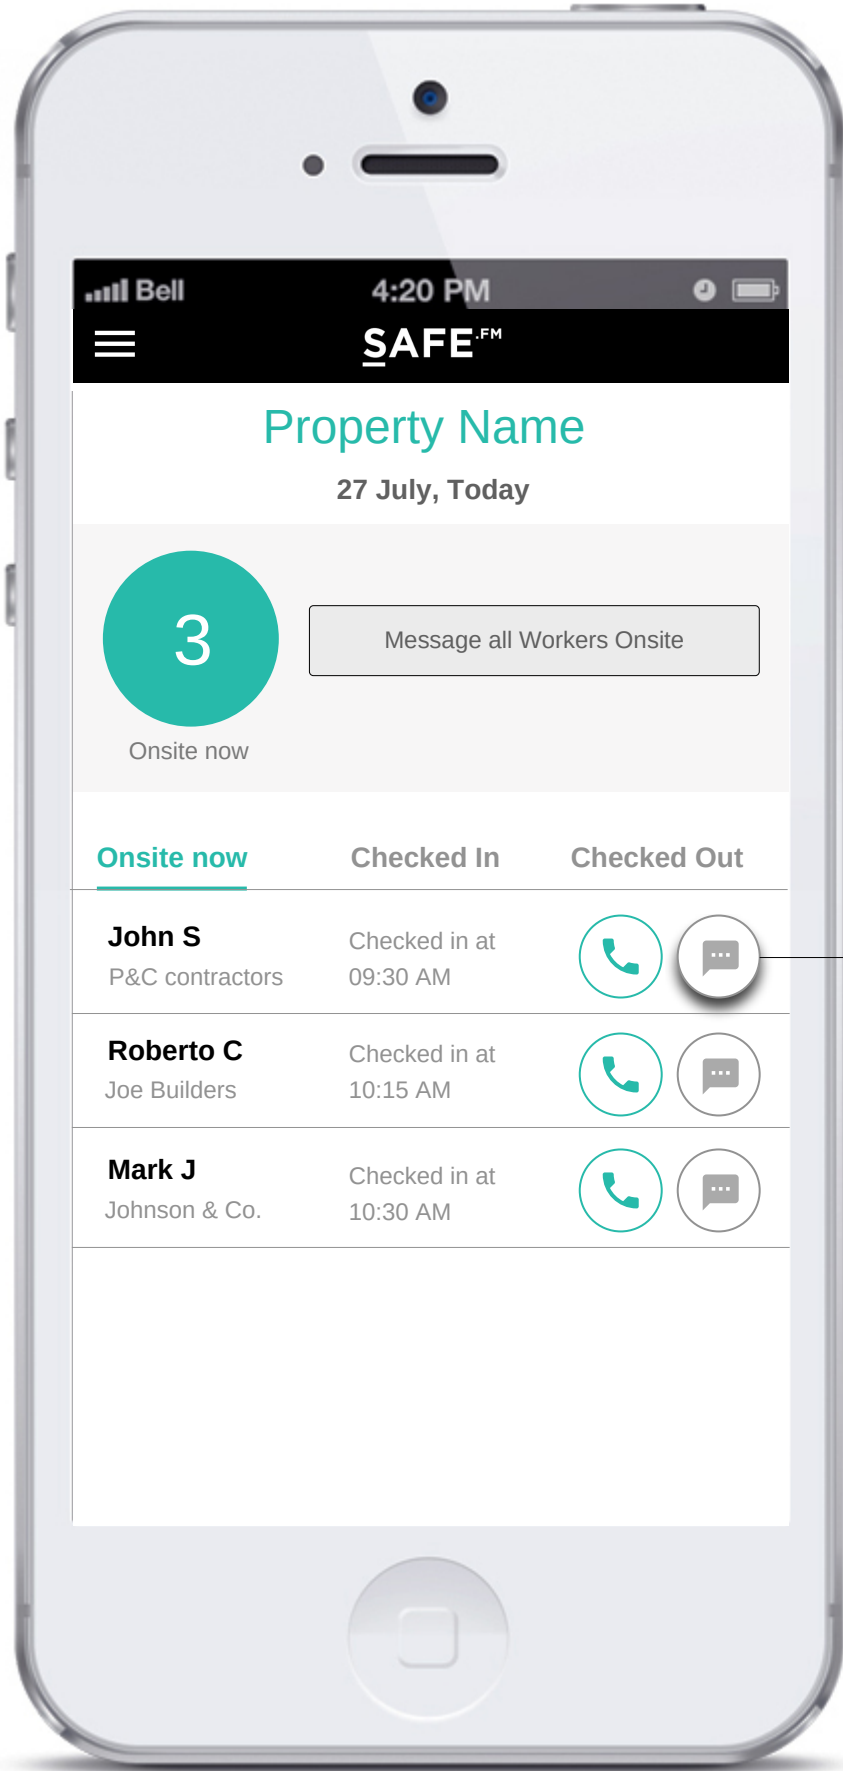 Bell 4:20 PM
SAFE.FM
Property Name
27 July, Today
3
Message all Workers Onsite
Onsite now
Onsite now Checked In Checked Out
John S
P&C contractors
Checked in at
09:30 AM
Roberto C
Joe Builders
Checked in at
10:15 AM
Mark J
Johnson & Co.
Checked in at
10:30 AM